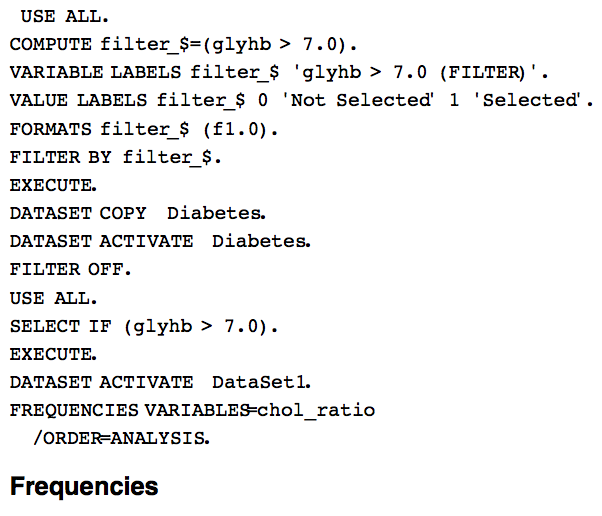 USE ALL.
COMPUTE filter_$=(glyhb > 7.0).
VARIABLE LABELS filter_$ 'glyhb > 7.0 (FILTER)'.
VALUE LABELS filter_$ 0 'Not Selected' 1 'Selected'.
FORMATS filter_$ (f1.0).
FILTER BY filter_$.
EXECUTE.
DATASET COPY  Diabetes.
DATASET ACTIVATE  Diabetes.
FILTER OFF.
USE ALL.
SELECT IF (glyhb > 7.0).
EXECUTE.
DATASET ACTIVATE  DataSet1.
FREQUENCIES VARIABLES=chol_ratio
  /ORDER=ANALYSIS.
Frequencies